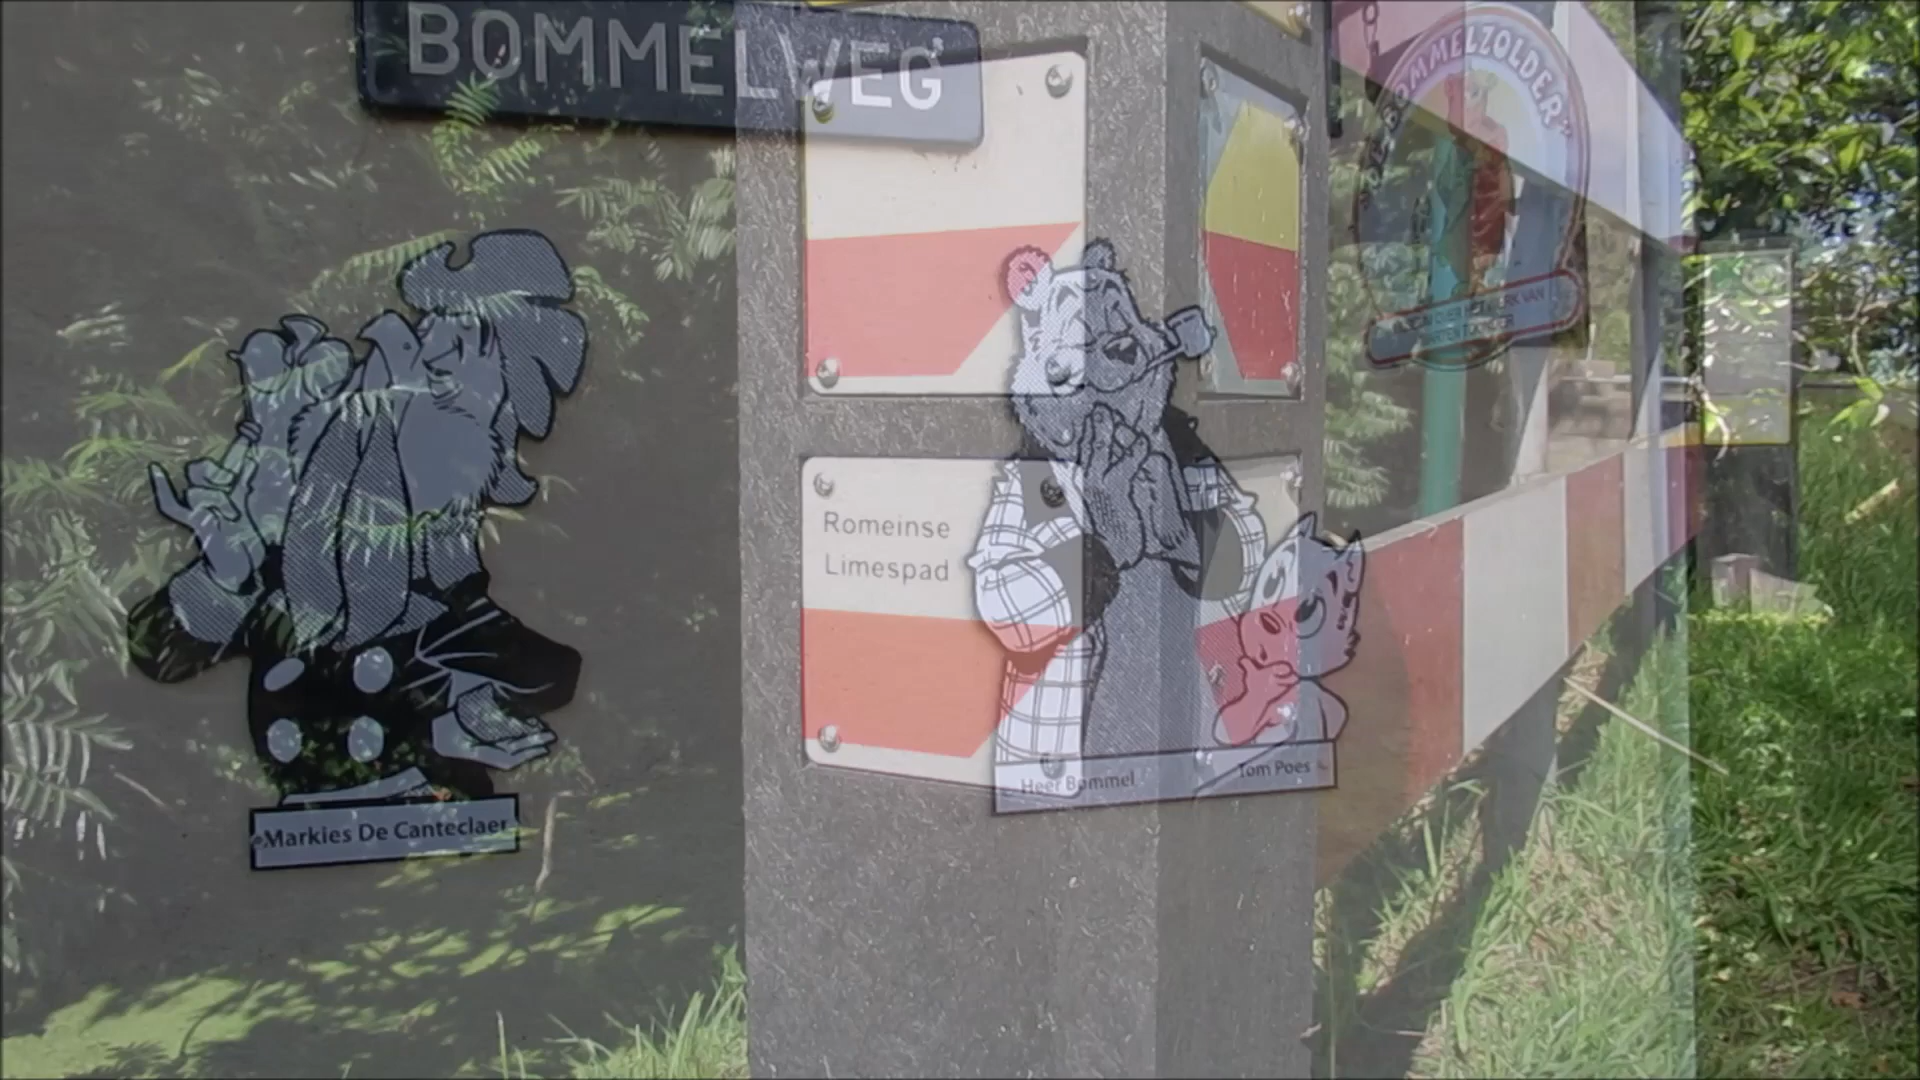 BOMMELWEG
BOMMELZOLDER
Romeinse
Limespad
Heer Bommel
Tom Poes
Markies De Canteclaer